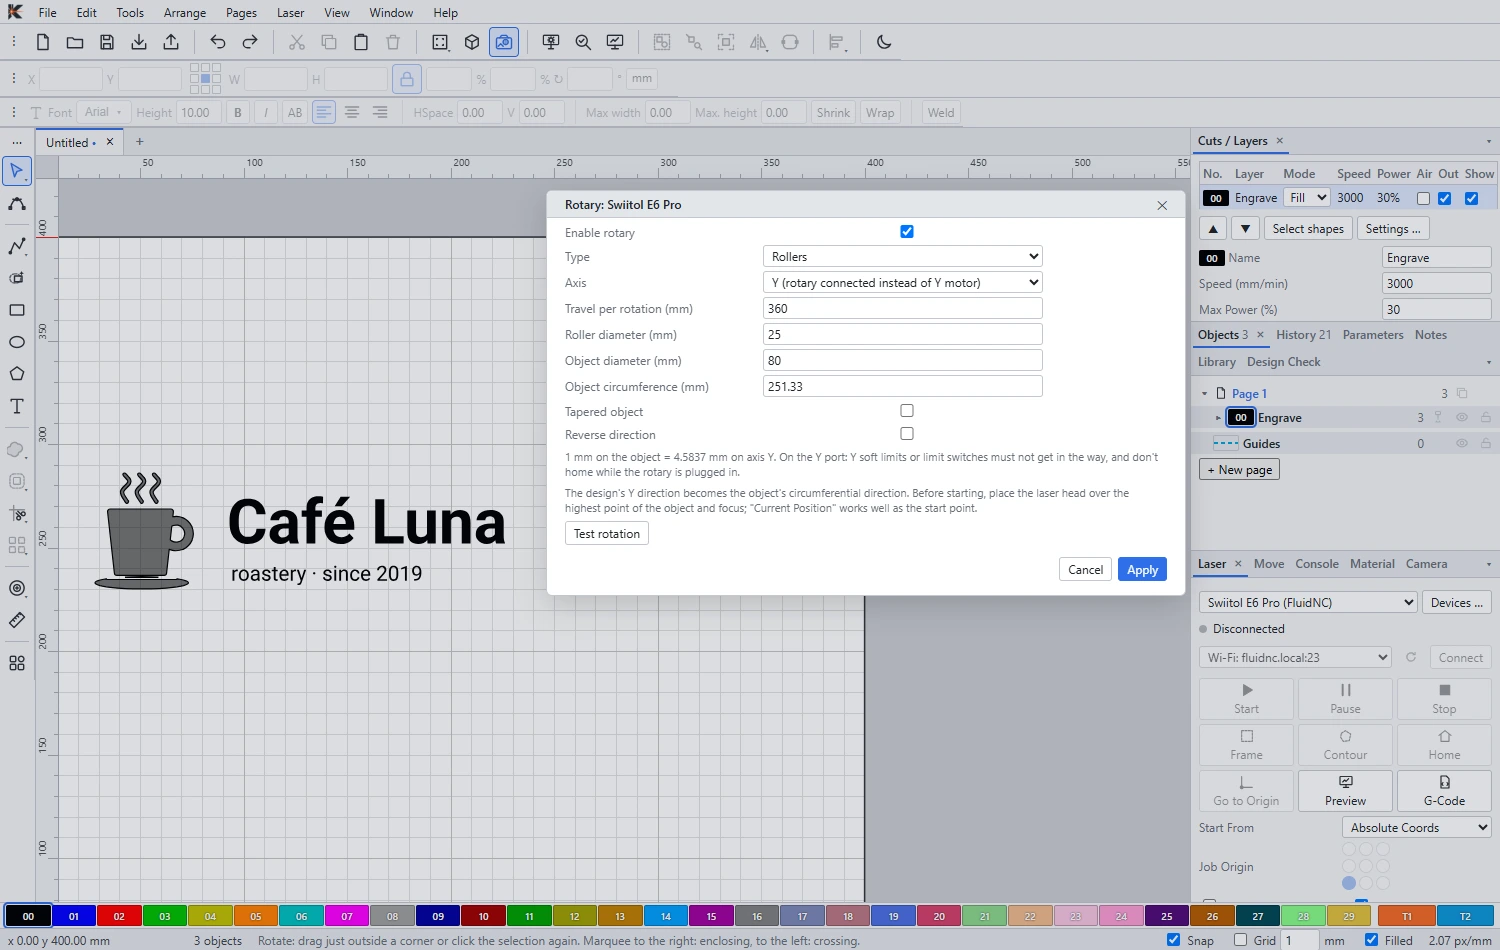 File Edit Tools Arrange Pages Laser View Window Help
X Y W H % % ° mm
Font Arial Height 10.00 B I AB HSpace 0.00 V 0.00 Max width 0.00 Max. height 0.00 Shrink Wrap Weld
Untitled • × +
50 100 150 200 250 300 350 400 450 500 550
400
350
300
250
200
150
100
Café Luna
roastery · since 2019
Rotary: Swiitol E6 Pro
Enable rotary
Type Rollers
Axis Y (rotary connected instead of Y motor)
Travel per rotation (mm) 360
Roller diameter (mm) 25
Object diameter (mm) 80
Object circumference (mm) 251.33
Tapered object
Reverse direction
1 mm on the object = 4.5837 mm on axis Y. On the Y port: Y soft limits or limit switches must not get in the way, and don't
home while the rotary is plugged in.
The design's Y direction becomes the object's circumferential direction. Before starting, place the laser head over the
highest point of the object and focus; "Current Position" works well as the start point.
Test rotation
Cancel Apply
Cuts / Layers ×
No. Layer Mode Speed Power Air Out Show
00 Engrave Fill 3000 30%
▲ ▼ Select shapes Settings ...
00 Name Engrave
Speed (mm/min) 3000
Max Power (%) 30
Objects 3 × History 21 Parameters Notes
Library Design Check
Page 1 3
00 Engrave 3
Guides 0
+ New page
Laser × Move Console Material Camera
Swiitol E6 Pro (FluidNC) Devices ...
Disconnected
Wi-Fi: fluidnc.local:23 Connect
Start Pause Stop
Frame Contour Home
Go to Origin Preview G-Code
Start From Absolute Coords
Job Origin
00 01 02 03 04 05 06 07 08 09 10 11 12 13 14 15 16 17 18 19 20 21 22 23 24 25 26 27 28 29 T1 T2
x 0.00 y 400.00 mm 3 objects Rotate: drag just outside a corner or click the selection again. Marquee to the right: enclosing, to the left: crossing. Snap Grid 1 mm Filled 2.07 px/mm